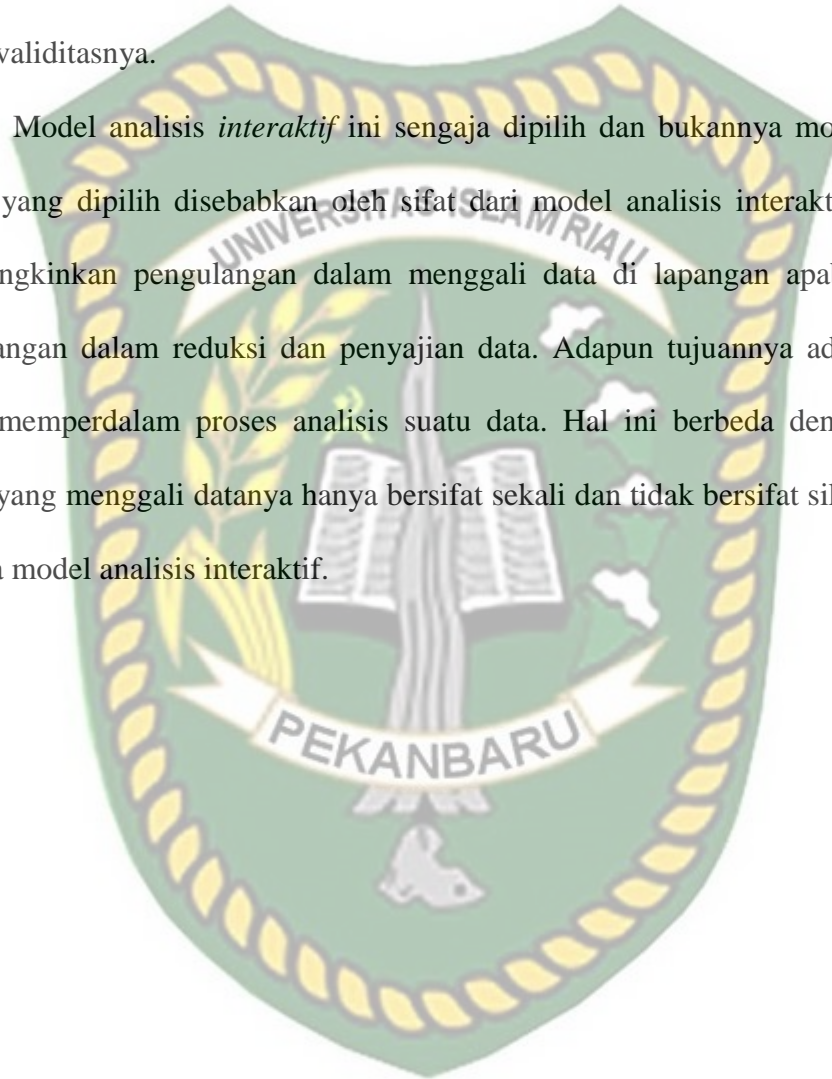 validitasnya.
Model analisis interaktif ini sengaja dipilih dan bukannya mo
yang dipilih disebabkan oleh sifat dari model analisis interakt
ngkinkan pengulangan dalam menggali data di lapangan apab
angan dalam reduksi dan penyajian data. Adapun tujuannya ad
memperdalam proses analisis suatu data. Hal ini berbeda den
yang menggali datanya hanya bersifat sekali dan tidak bersifat sil
a model analisis interaktif.
UNIVERSITAS ISLAM RIAU
PEKANBARU